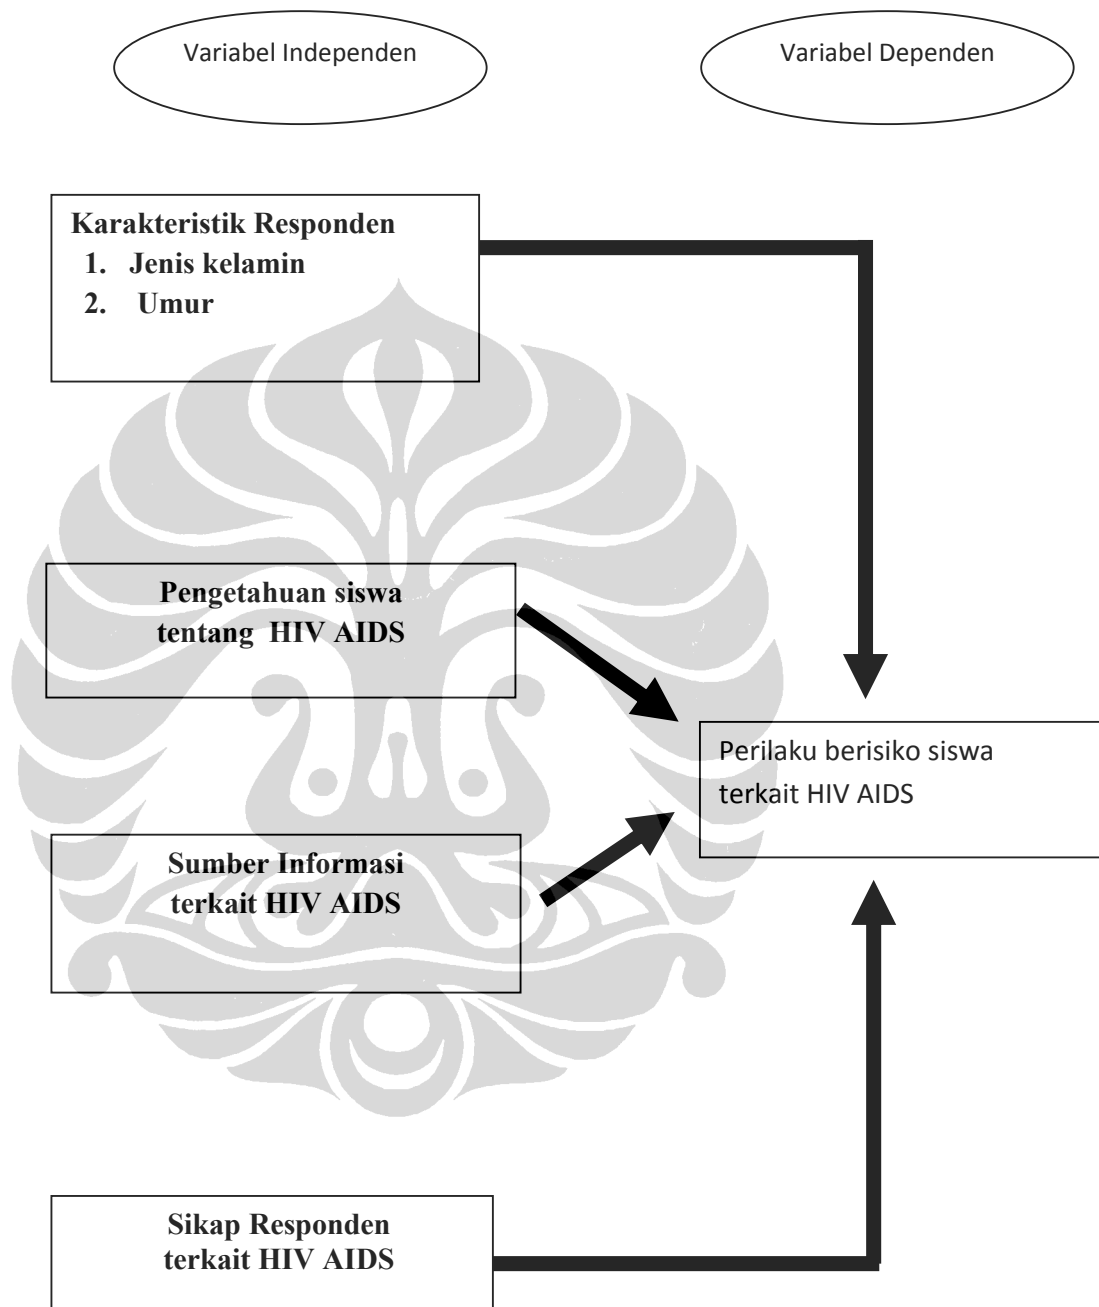 Variabel Independen
Variabel Dependen
Karakteristik Responden
1. Jenis kelamin
2. Umur
Pengetahuan siswa
tentang HIV AIDS
Perilaku berisiko siswa
terkait HIV AIDS
Sumber Informasi
terkait HIV AIDS
Sikap Responden
terkait HIV AIDS